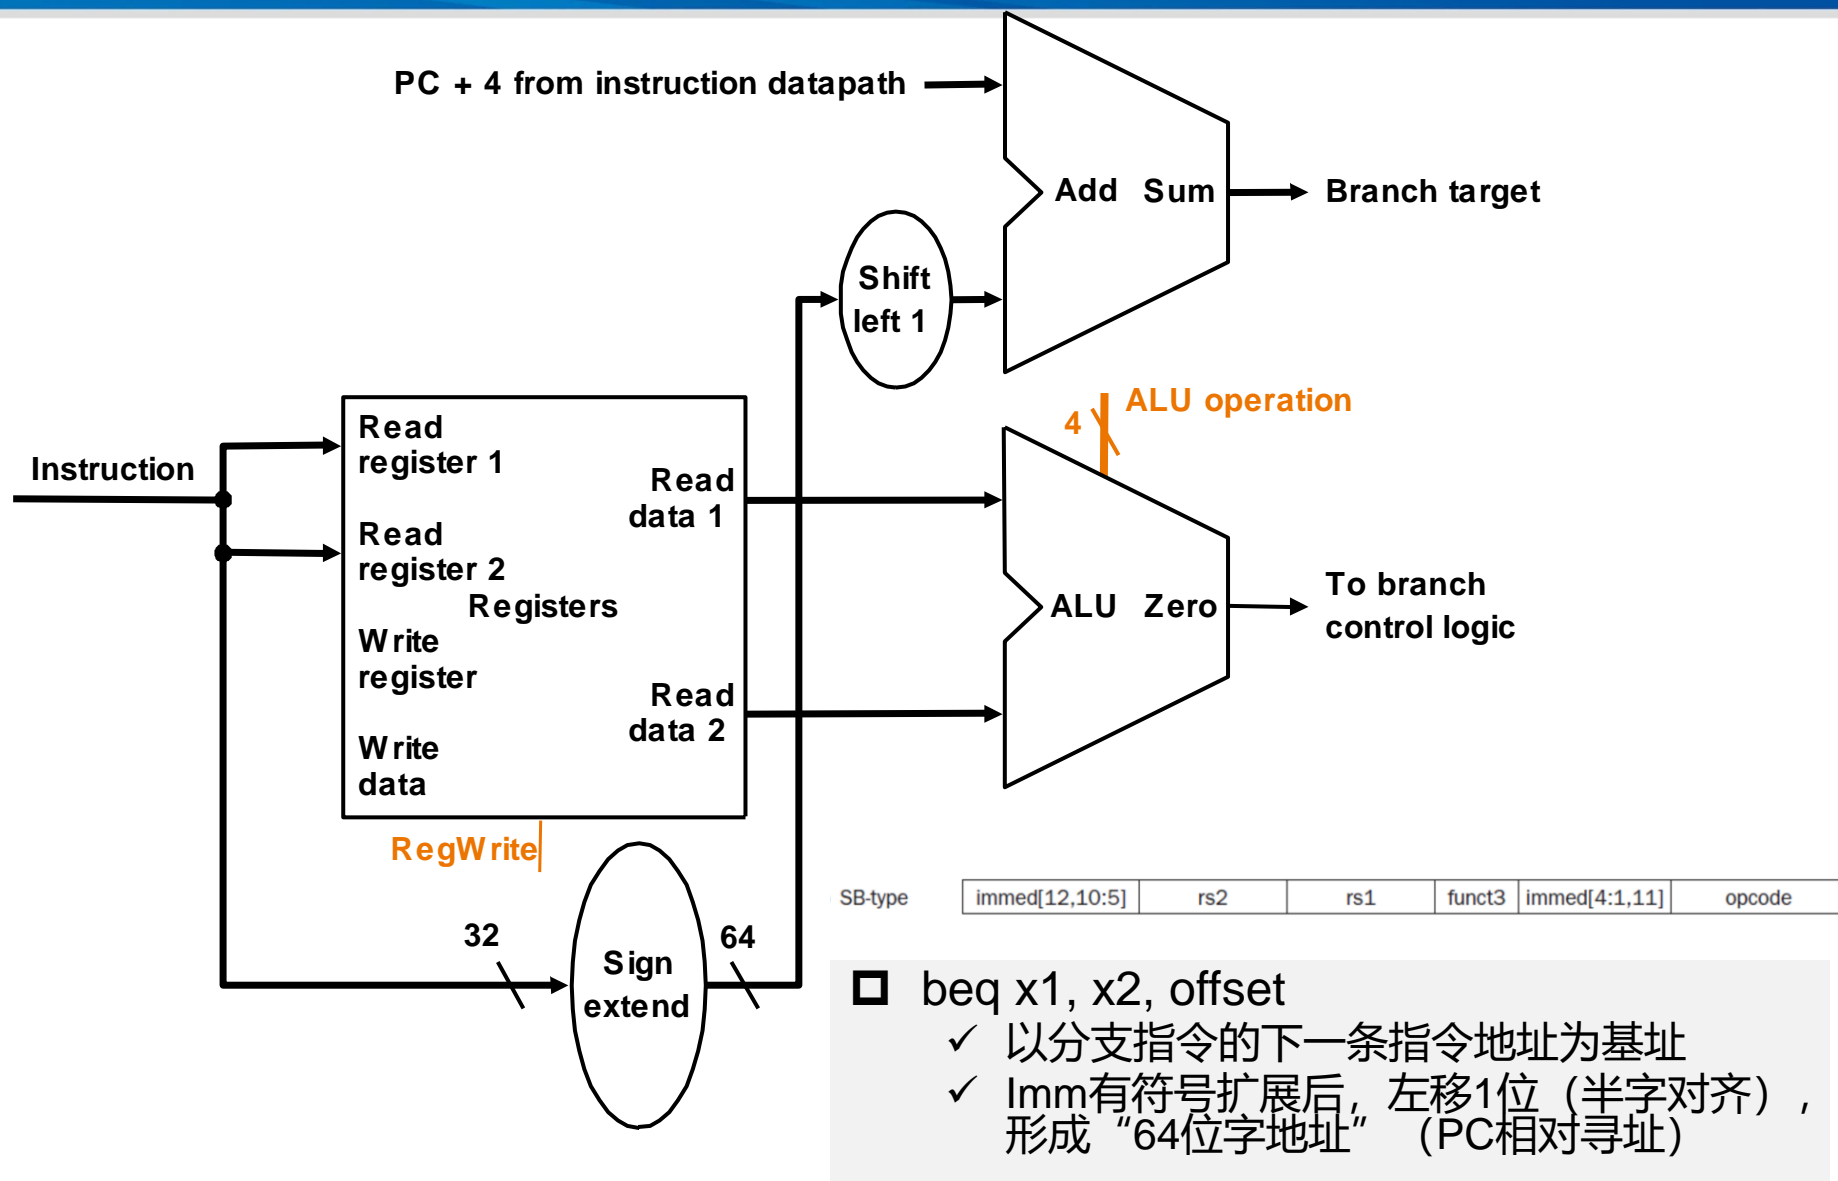 PC + 4 from instruction datapath
Add Sum
Branch target
Shift
left 1
ALU operation
4
Instruction
Read
register 1
Read
data 1
Read
register 2
Registers
Write
register
Read
data 2
Write
data
ALU Zero
To branch
control logic
RegWrite
32
64
Sign
extend
SB-type immed[12,10:5] rs2 rs1 funct3 immed[4:1,11] opcode
beq x1, x2, offset
✓ 以分支指令的下一条指令地址为基址
✓ Imm有符号扩展后，左移1位（半字对齐），
形成“64位字地址”（PC相对寻址）